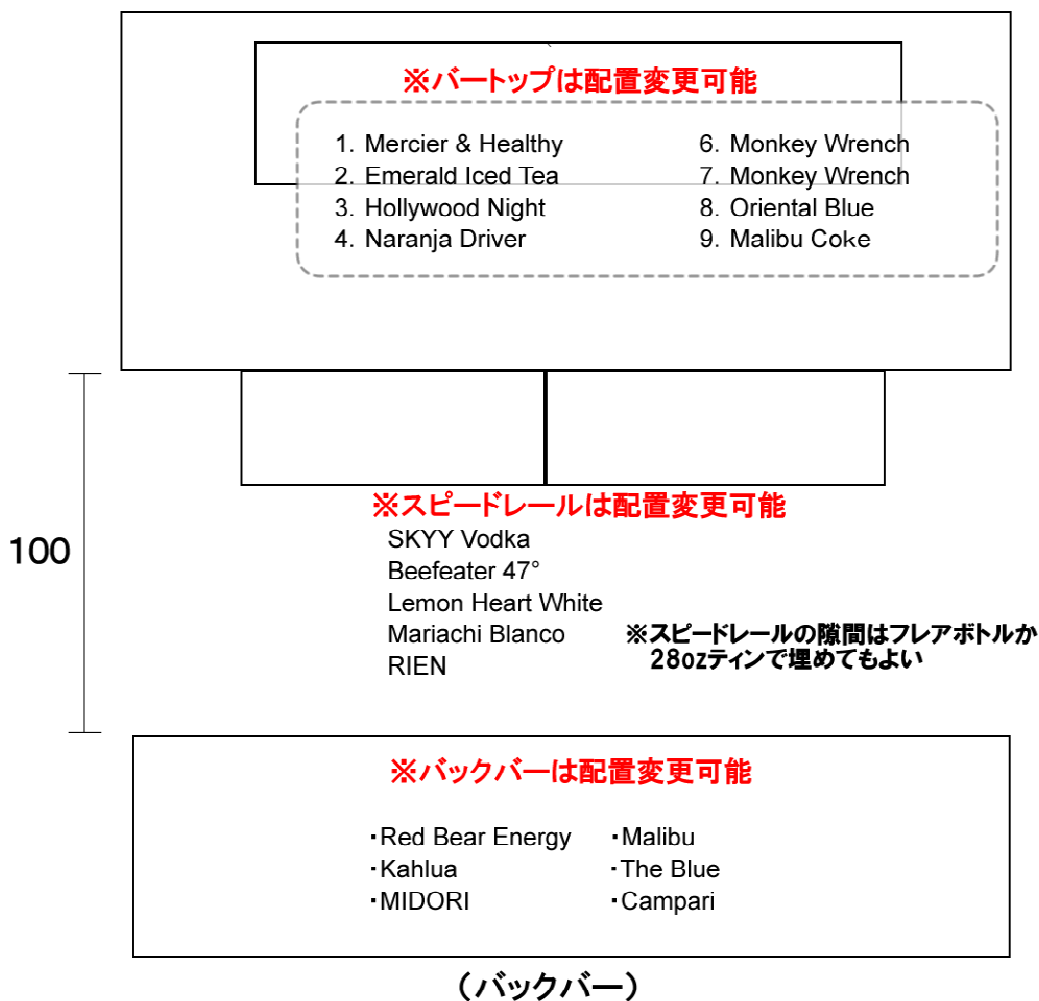 ※バートップは配置変更可能
1. Mercier & Healthy
2. Emerald Iced Tea
3. Hollywood Night
4. Naranja Driver
6. Monkey Wrench
7. Monkey Wrench
8. Oriental Blue
9. Malibu Coke
100
※スピードレールは配置変更可能
SKYY Vodka
Beefeater 47°
Lemon Heart White
Mariachi Blanco
RIEN
※スピードレールの隙間はフレアボトルか
28ozティンで埋めてもよい
※バックバーは配置変更可能
・Red Bear Energy
・Kahlua
・MIDORI
・Malibu
・The Blue
・Campari
（バックバー）